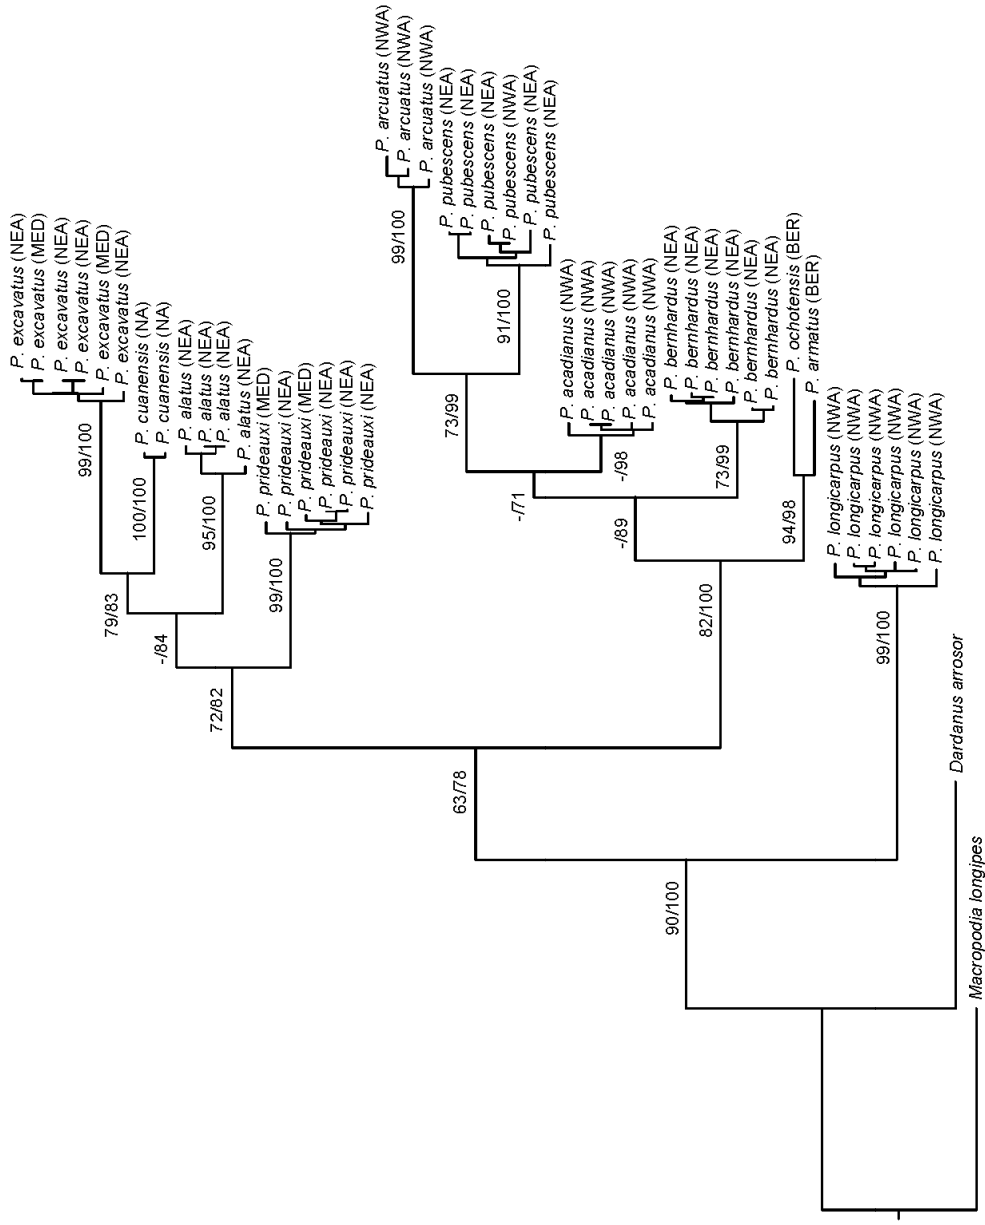 P. excavatus (NEA)
P. excavatus (MED)
P. excavatus (NEA)
P. excavatus (NEA)
P. excavatus (MED)
P. excavatus (NEA)
99/100
P. cuanensis (NA)
P. cuanensis (NA)
100/100
79/83
P. alatus (NEA)
P. alatus (NEA)
P. alatus (NEA)
P. alatus (NEA)
95/100
-/84
P. prideauxi (MED)
P. prideauxi (NEA)
P. prideauxi (MED)
P. prideauxi (NEA)
P. prideauxi (NEA)
P. prideauxi (NEA)
99/100
72/82
P. arcuatus (NWA)
P. arcuatus (NWA)
P. arcuatus (NWA)
99/100
P. pubescens (NEA)
P. pubescens (NEA)
P. pubescens (NEA)
P. pubescens (NWA)
P. pubescens (NEA)
P. pubescens (NEA)
91/100
73/99
P. acadianus (NWA)
P. acadianus (NWA)
P. acadianus (NWA)
P. acadianus (NWA)
P. acadianus (NWA)
-/98
-/71
P. bernhardus (NEA)
P. bernhardus (NEA)
P. bernhardus (NEA)
P. bernhardus (NEA)
P. bernhardus (NEA)
P. bernhardus (NEA)
73/99
-/89
P. ochotensis (BER)
P. armatus (BER)
94/98
82/100
63/78
P. longicarpus (NWA)
P. longicarpus (NWA)
P. longicarpus (NWA)
P. longicarpus (NWA)
P. longicarpus (NWA)
P. longicarpus (NWA)
99/100
90/100
Dardanus arrosor
Macropodia longipes